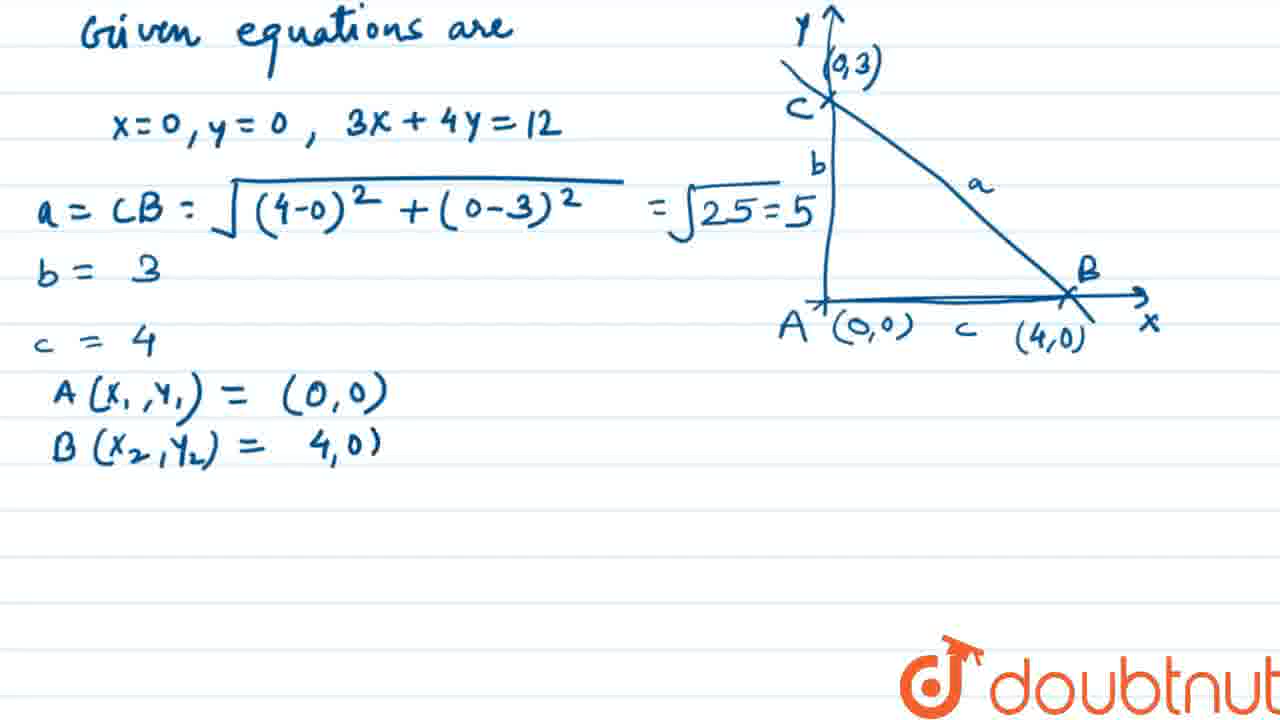 Given equations are
x=0, y=0, 3x+4y=12
a = CB = √(4-0)² + (0-3)² = √25 = 5
b = 3
c = 4
A (x₁, y₁) = (0,0)
B (x₂, y₂) = 4,0)
y
(0,3)
C
b
a
B
A (0,0) c (4,0) x
doubtnut